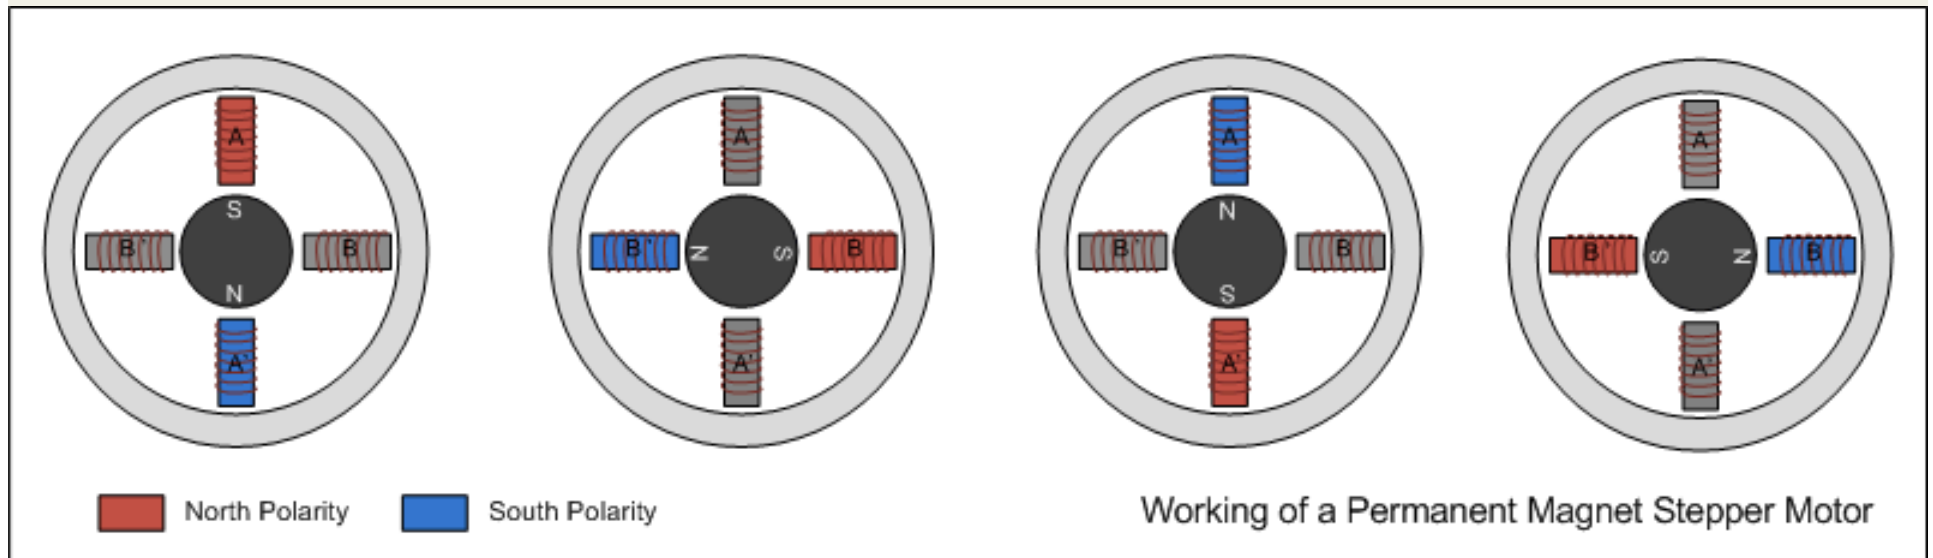 A
S
B`
B
N
A'
A
B`
N
S
B
A'
A
N
B`
B
S
A'
A
B`
S
N
B
A'
North Polarity
South Polarity
Working of a Permanent Magnet Stepper Motor